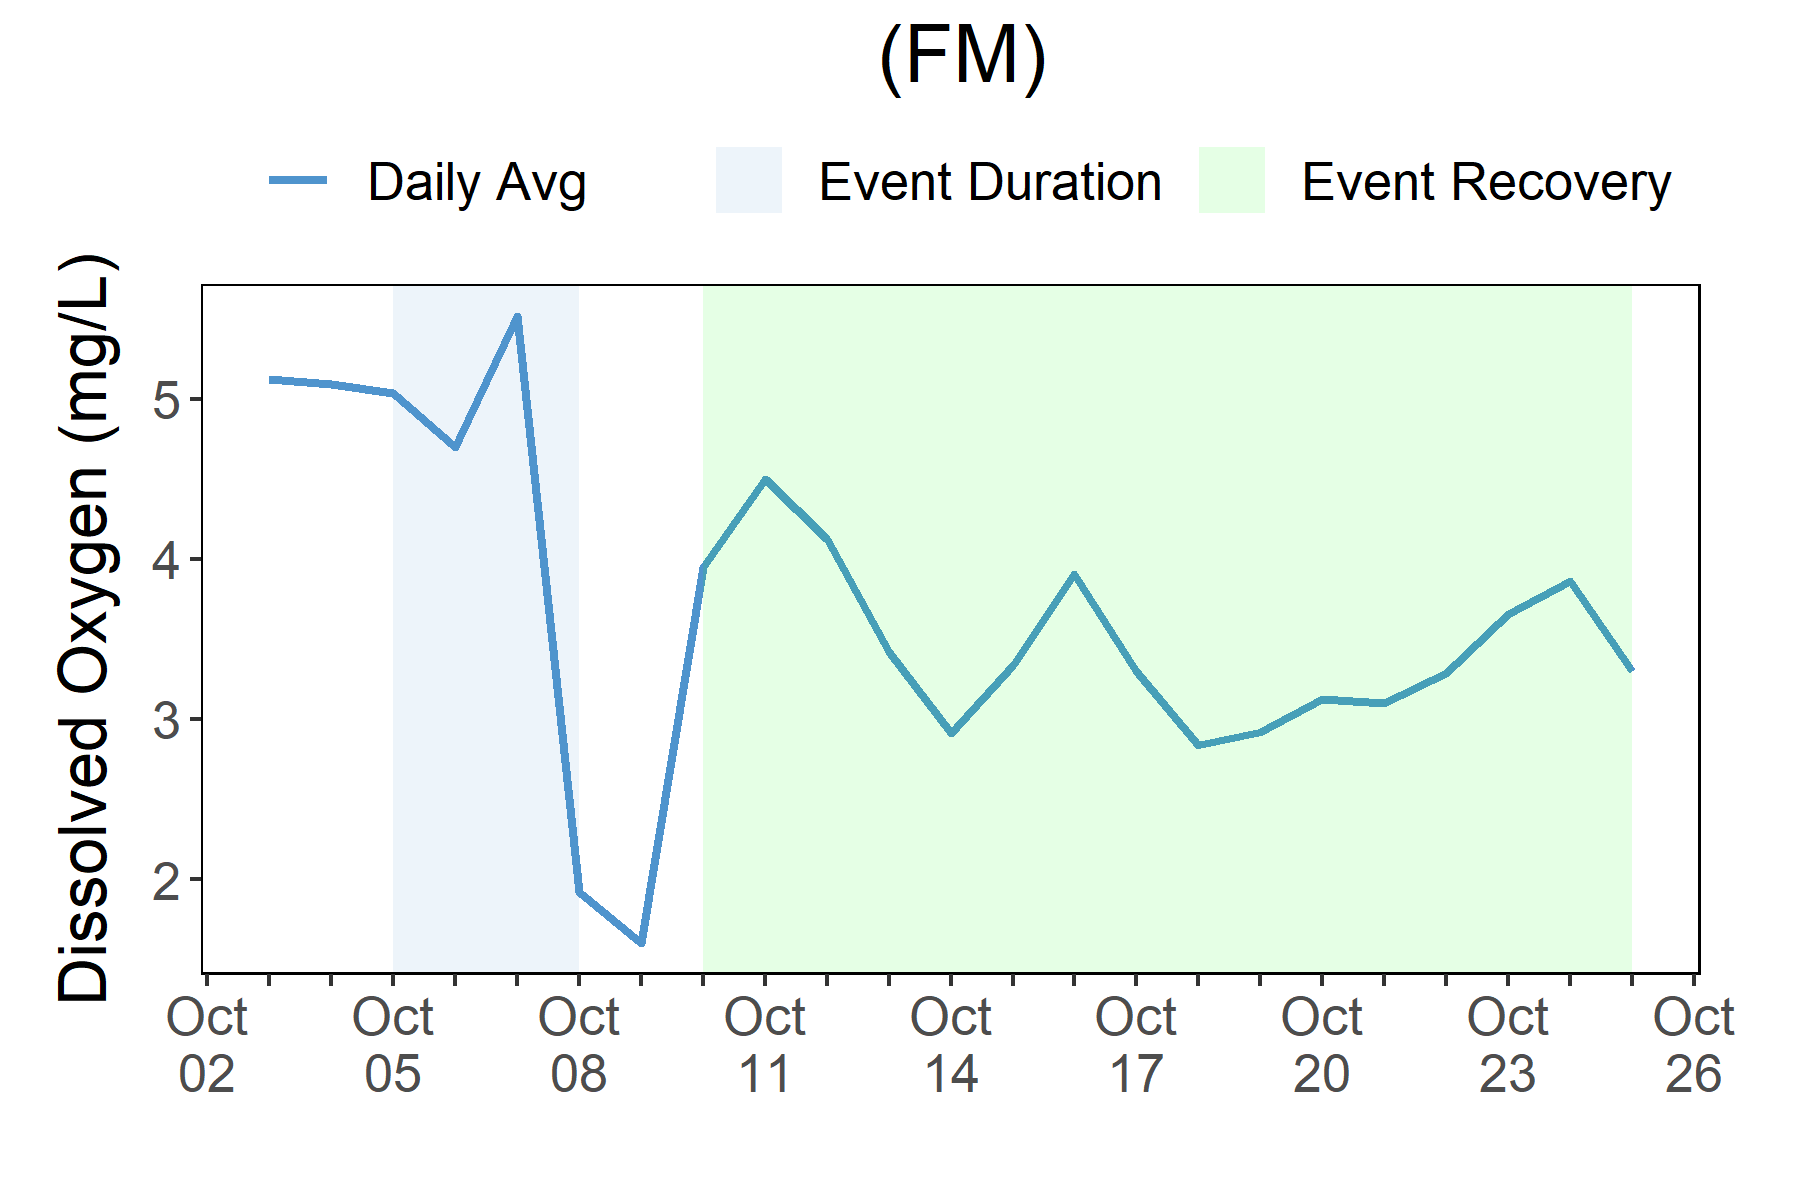 (FM)
Daily Avg
Event Duration
Event Recovery
Dissolved Oxygen (mg/L)
5
4
3
2
Oct 02
Oct 05
Oct 08
Oct 11
Oct 14
Oct 17
Oct 20
Oct 23
Oct 26